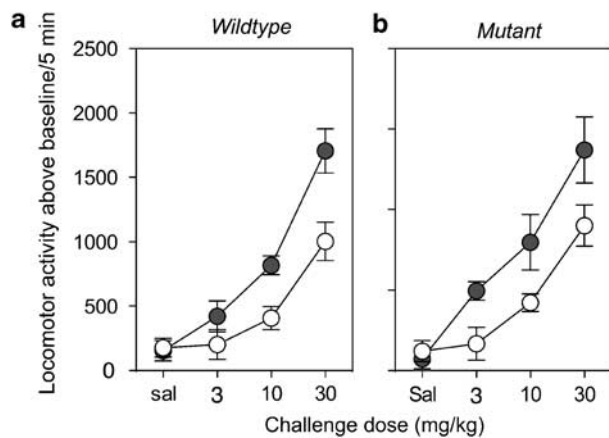 a
Wildtype
b
Mutant
Locomotor activity above baseline/5 min
2500
2000
1500
1000
500
0
sal 3 10 30
Sal 3 10 30
Challenge dose (mg/kg)